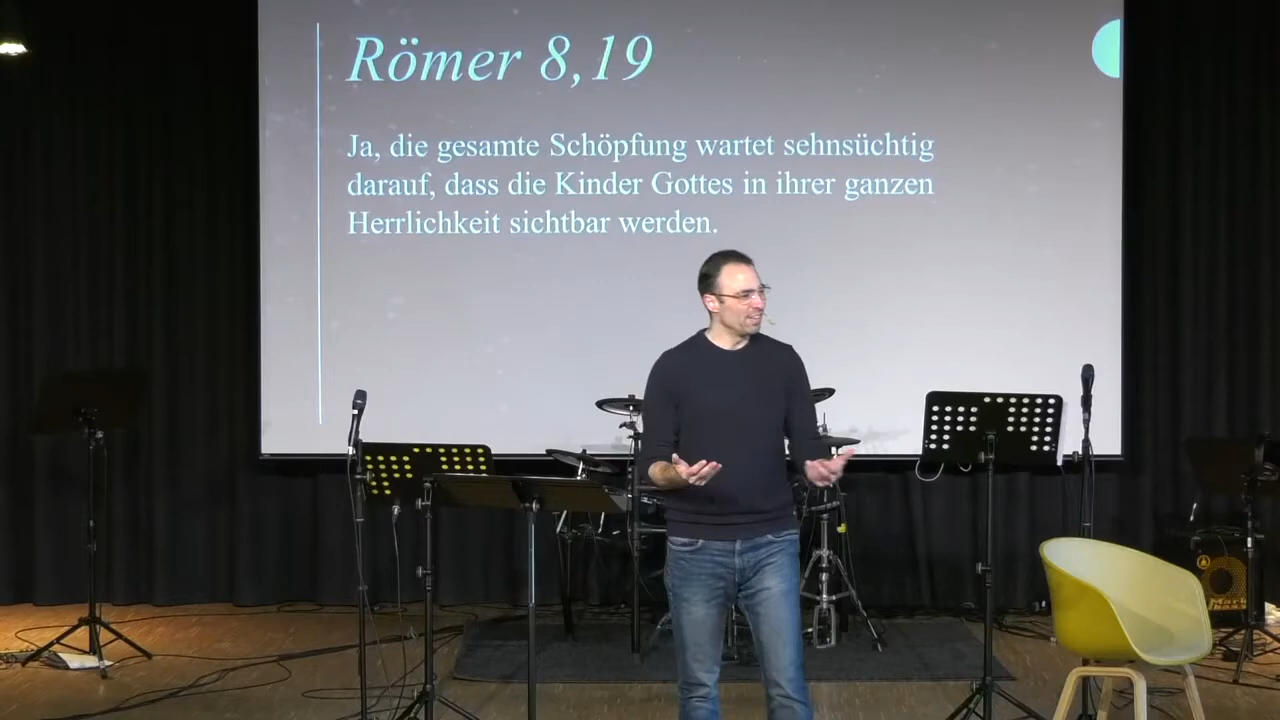 Römer 8,19
Ja, die gesamte Schöpfung wartet sehnsüchtig
darauf, dass die Kinder Gottes in ihrer ganzen
Herrlichkeit sichtbar werden.